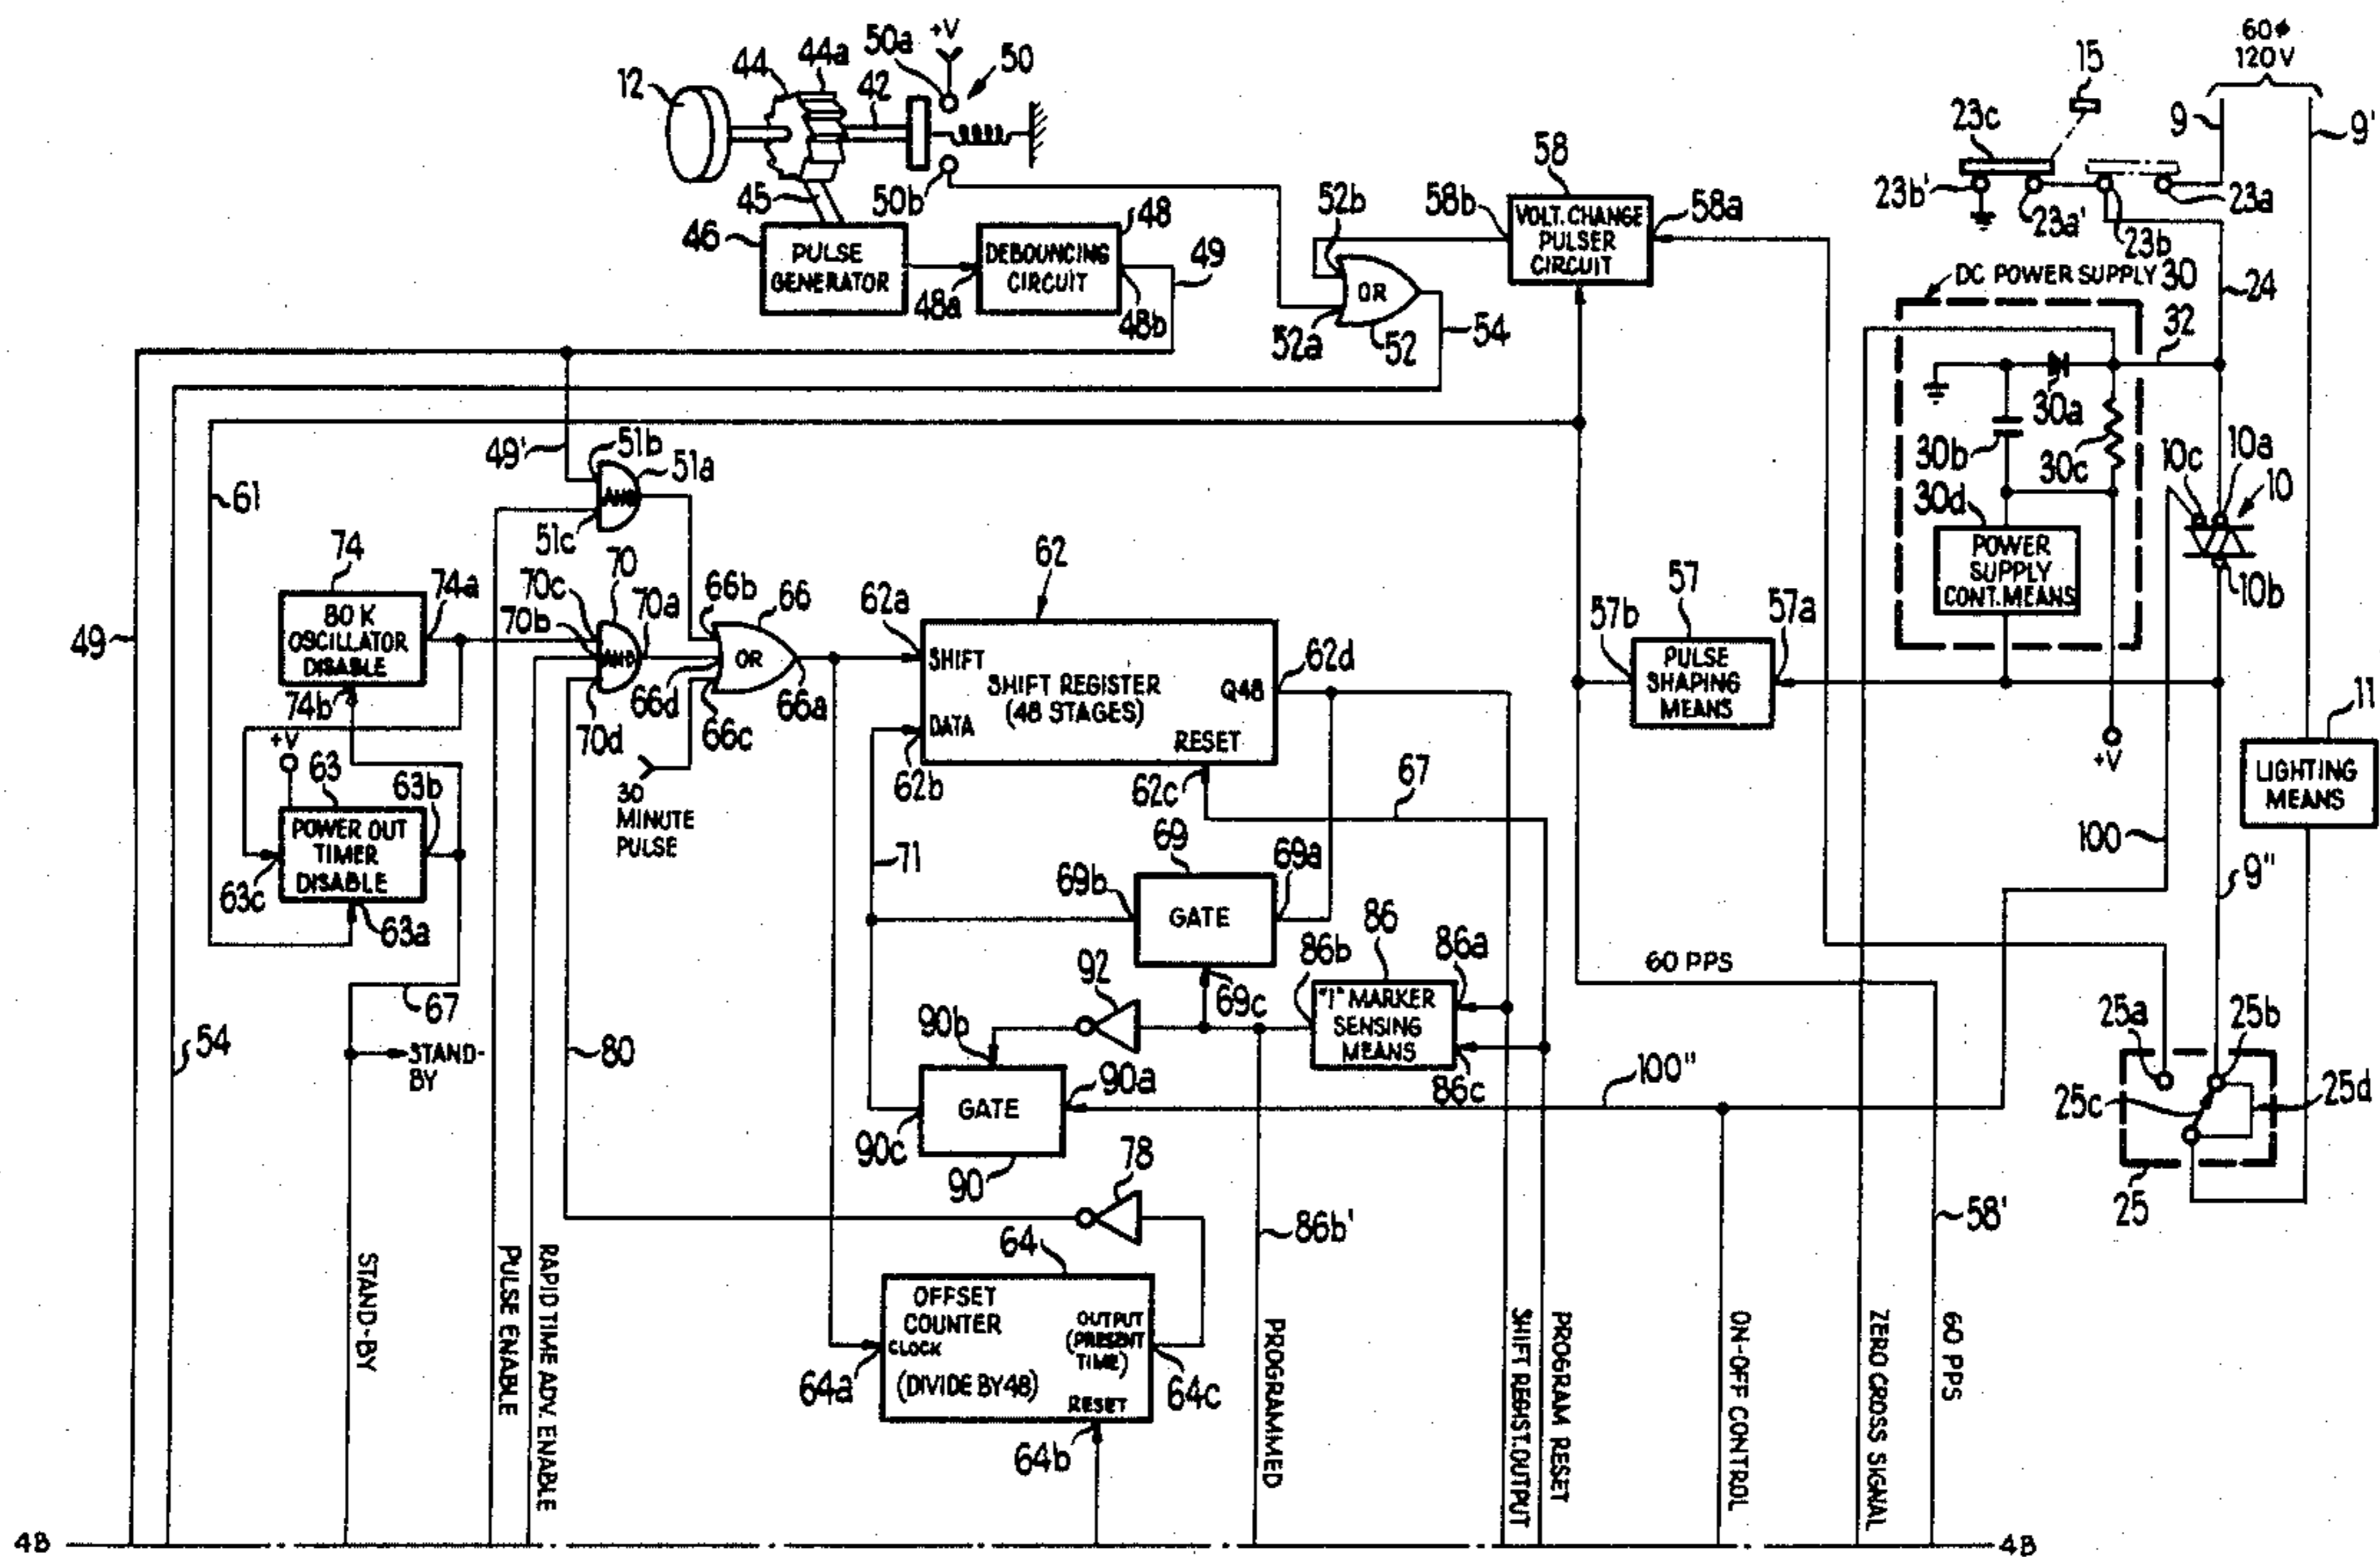 60ϕ
120V
+V
50a
50
44a
44
42
12
15
23c
9
9'
58
52b
58b
VOLT. CHANGE
PULSER
CIRCUIT
58a
23b'
23a'
23b
23a
45
50b
48
46
PULSE
GENERATOR
DEBOUNCING
CIRCUIT
49
48a
48b
OR
52a
52
54
DC POWER SUPPLY 30
24
32
30a
30b
30c
10c
10a
10
30d
POWER
SUPPLY
CONT. MEANS
10b
49'
51b
51a
AND
51c
61
74
74a
80 K
OSCILLATOR
DISABLE
74b
70
70c
70b
70a
AND
70d
66b
66
OR
66d
66c
66a
62
62a
SHIFT
SHIFT REGISTER
(48 STAGES)
Q48
62d
DATA
RESET
62b
62c
57
57b
57a
PULSE
SHAPING
MEANS
49
+V
63
63b
POWER OUT
TIMER
DISABLE
63c
63a
30
MINUTE
PULSE
67
71
69
69b
69a
GATE
69c
+V
11
LIGHTING
MEANS
100
9"
86
86b
86a
"1" MARKER
SENSING
MEANS
86c
60 PPS
92
90b
90a
GATE
90c
90
100"
25a
25b
25c
25d
25
67
54
STAND-
BY
80
78
64
OFFSET
COUNTER
CLOCK
(DIVIDE BY 48)
OUTPUT
(PRESENT
TIME)
RESET
64a
64b
64c
86b'
58'
STAND-BY
PULSE ENABLE
RAPID TIME ADV. ENABLE
PROGRAMMED
SHIFT REGIST. OUTPUT
PROGRAM RESET
ON-OFF CONTROL
ZERO CROSS SIGNAL
60 PPS
4B
4B